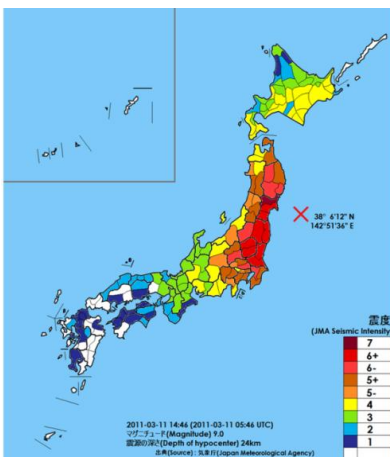 38° 6'12" N
142°51'36" E
震度
(JMA Seismic Intensity)
7
6+
6-
5+
5-
4
3
2
1
2011-03-11 14:46 (2011-03-11 05:46 UTC)
マグニチュード(Magnitude) 9.0
震源の深さ(Depth of hypocenter) 24km
出典(Source) : 気象庁(Japan Meteorological Agency)